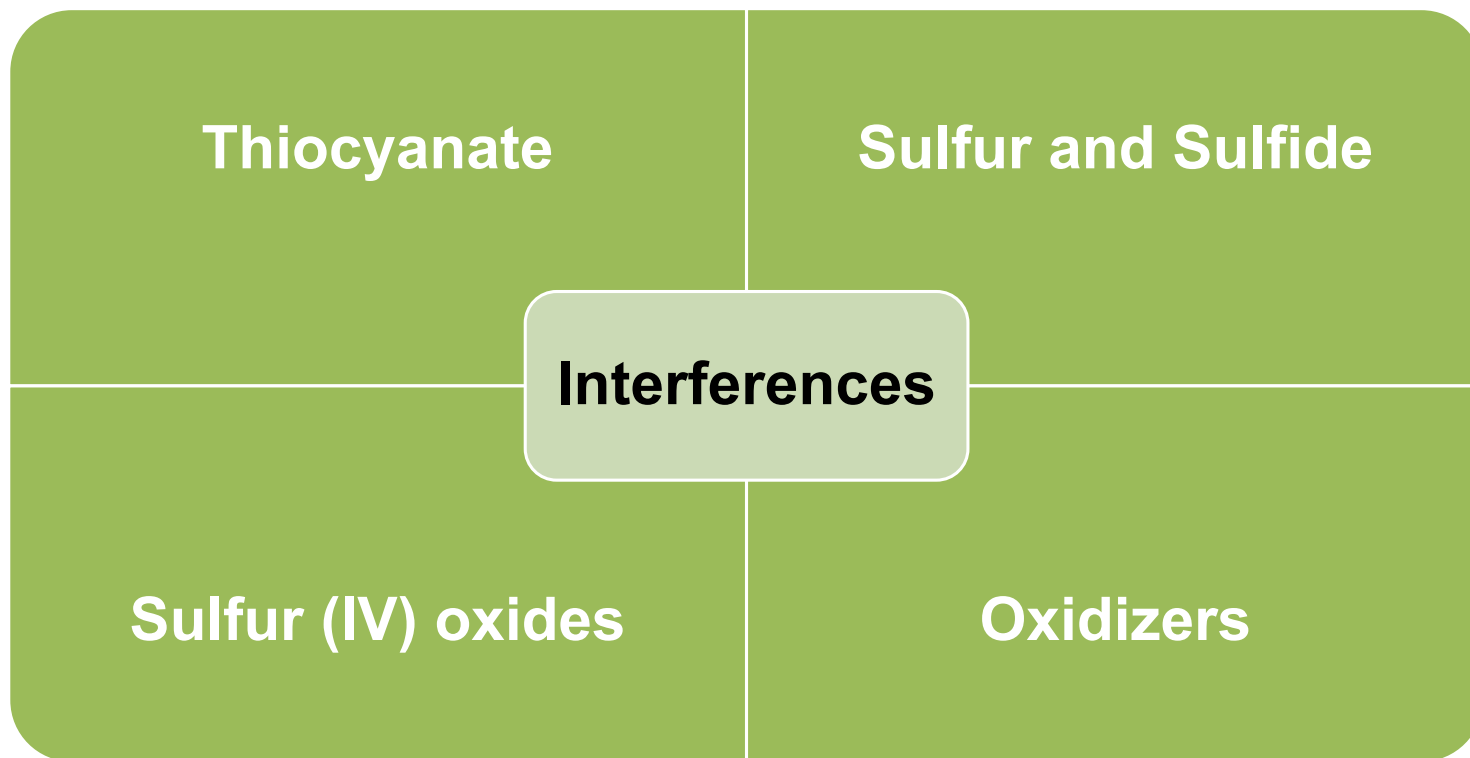 Thiocyanate
Sulfur and Sulfide
Interferences
Sulfur (IV) oxides
Oxidizers